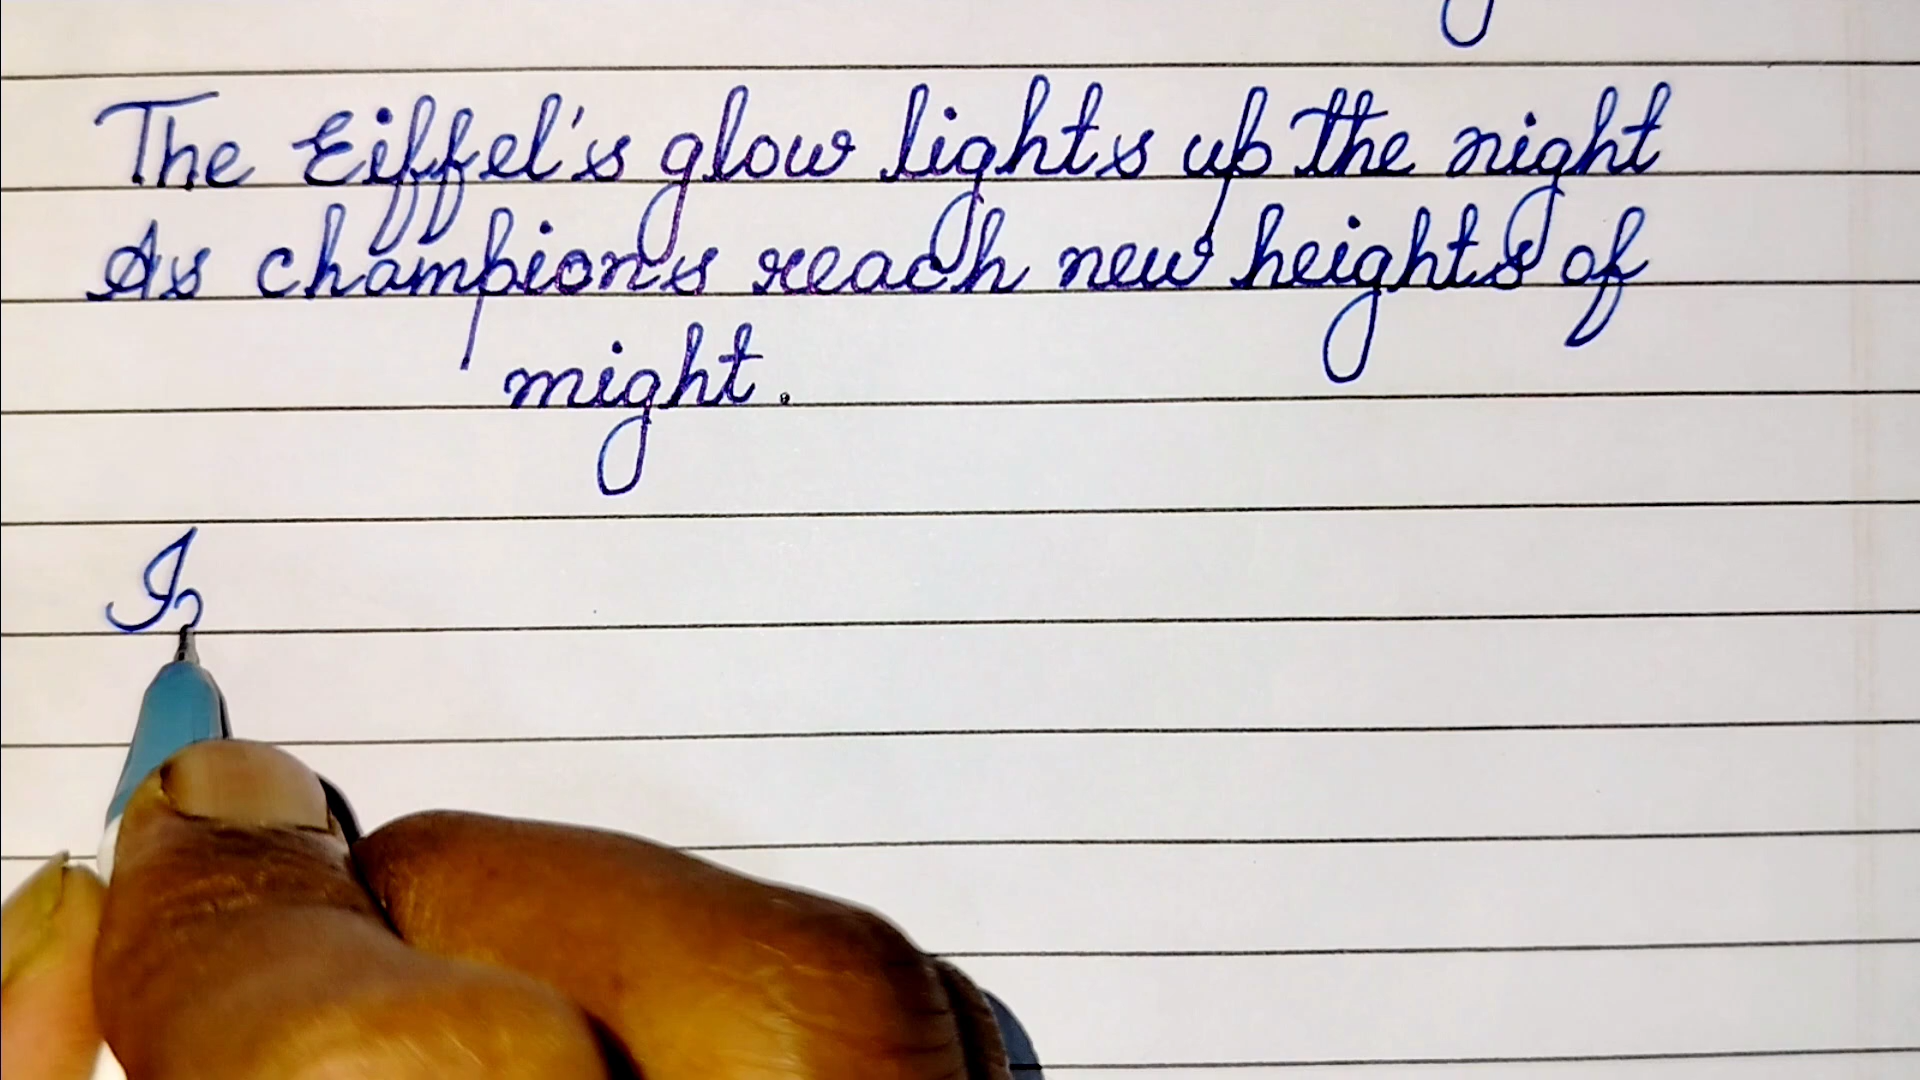 The Eiffel's glow lights up the night
As champions reach new heights of
might.
I